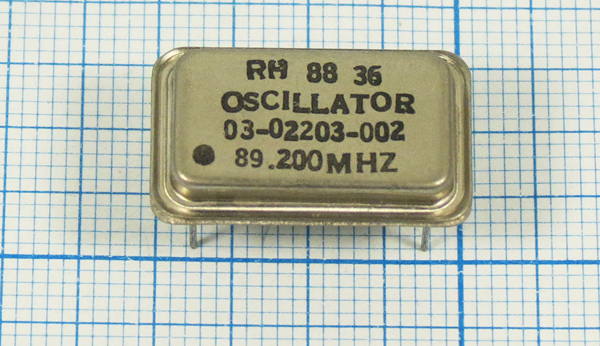 RH 88 36
OSCILLATOR
03-02203-002
89.200MHZ